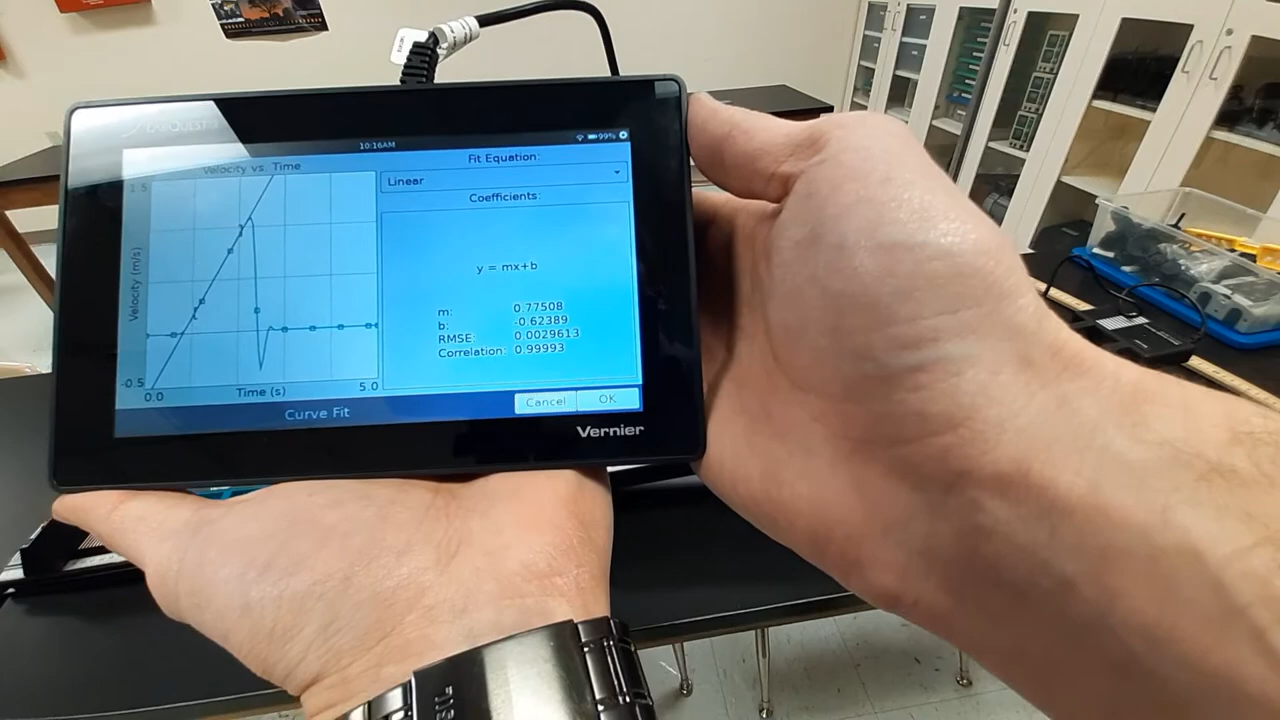 LABQUEST
10:16AM
99%
Velocity vs. Time
1.5
Velocity (m/s)
-0.5
0.0
Time (s)
5.0
Fit Equation:
Linear
Coefficients:
y = mx+b
m: 0.77508
b: -0.62389
RMSE: 0.0029613
Correlation: 0.99993
Curve Fit
Cancel
OK
Vernier